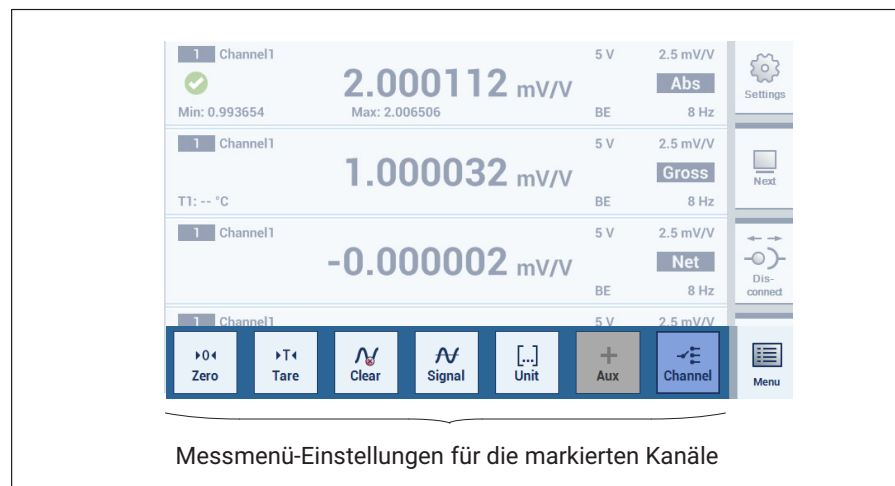 1 Channel1 5 V 2.5 mV/V
2.000112 mV/V Abs
Min: 0.993654 Max: 2.006506 BE 8 Hz
Settings
1 Channel1 5 V 2.5 mV/V
1.000032 mV/V Gross
T1: -- °C BE 8 Hz
Next
1 Channel1 5 V 2.5 mV/V
-0.000002 mV/V Net
BE 8 Hz
Dis-
connect
1 Channel1 5 V 2.5 mV/V
▸0◂ ▸T◂ [...] +
Zero Tare Clear Signal Unit Aux Channel Menu
Messmenü-Einstellungen für die markierten Kanäle